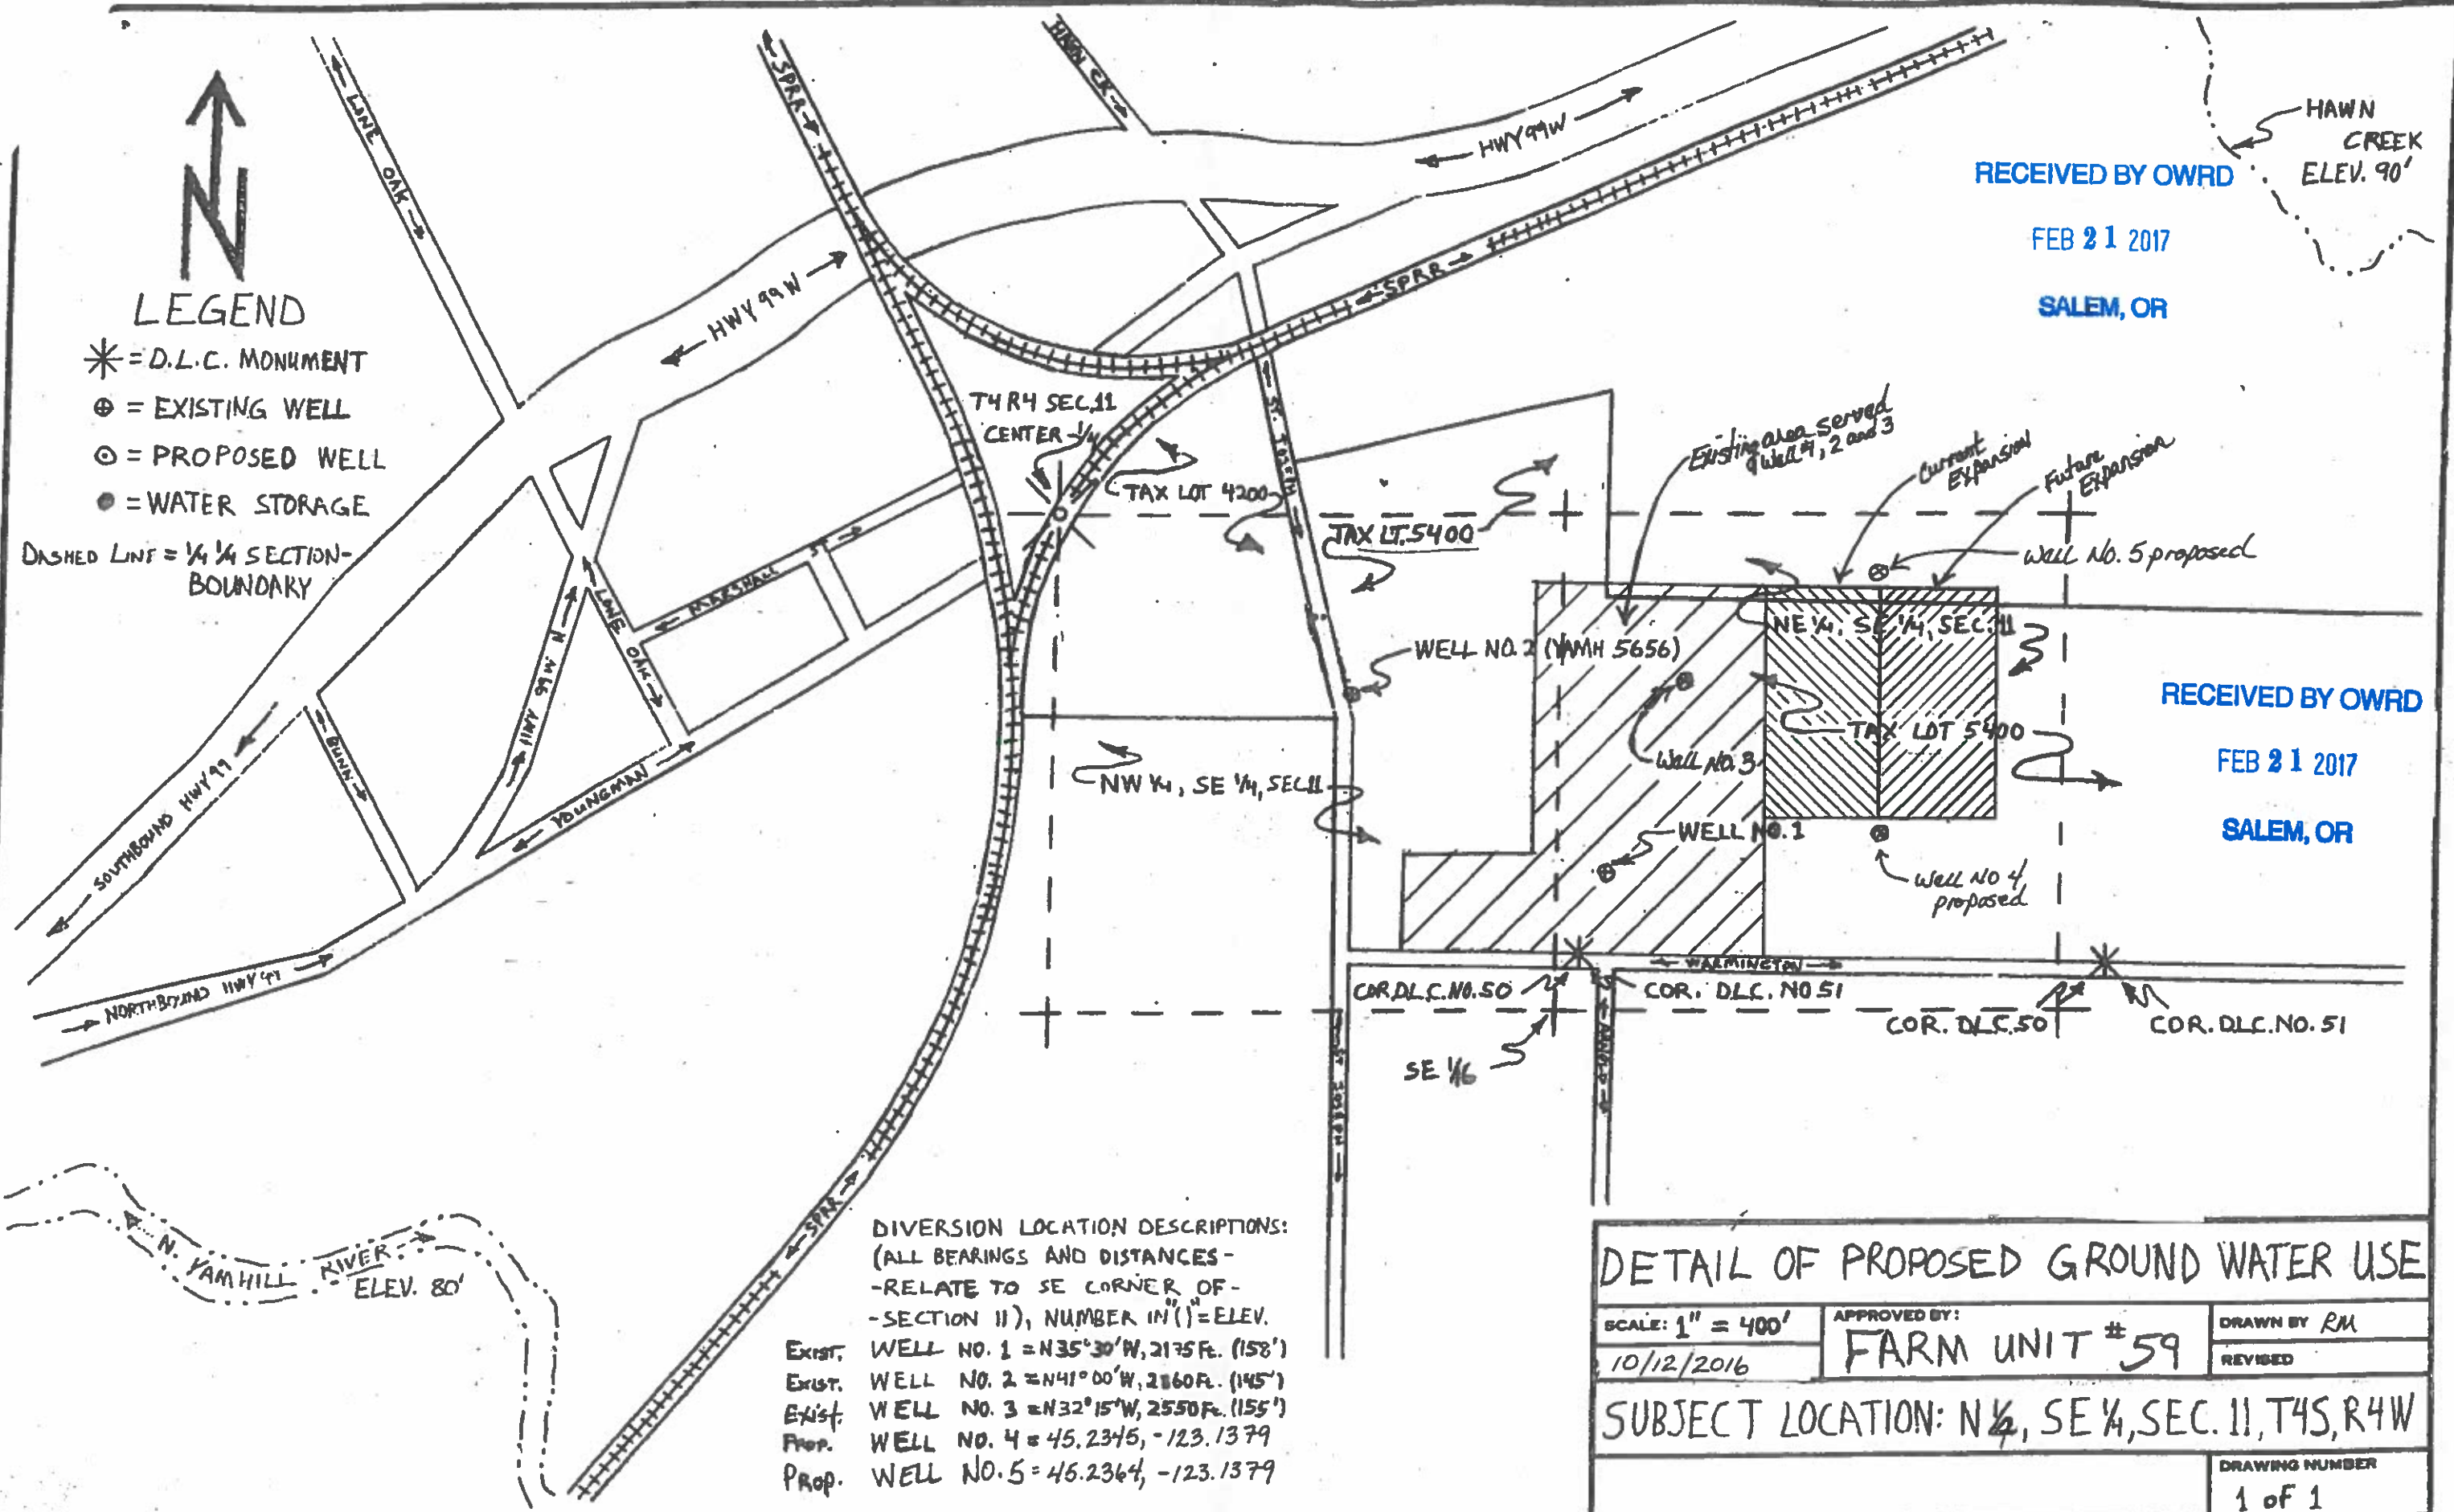 N
LEGEND
= D.L.C. MONUMENT
= EXISTING WELL
= PROPOSED WELL
= WATER STORAGE
DASHED LINE = 1/4 1/4 SECTION-
BOUNDARY
LONE OAK
SPRR
HAWN CK
HWY 99W
HAWN
CREEK
ELEV. 90'
RECEIVED BY OWRD
FEB 21 2017
SALEM, OR
HWY 99 W
SPRR
T4 R4 SEC. 11
CENTER 1/4
TAX LOT 4200
ST. JOSEPH
TAX LT. 5400
Existing area served
Well 1, 2 and 3
Current
Expansion
Future
Expansion
Well No. 5 proposed
NE 1/4, SE 1/4, SEC. 11
MARSHALL ST
LONE OAK
HWY 99W N
WELL NO. 2 (YAMH 5656)
Well No. 3
TAX LOT 5400
RECEIVED BY OWRD
FEB 21 2017
SALEM, OR
BUNN
YOUNGMAN
SOUTHBOUND HWY 99
NW 1/4, SE 1/4, SEC 11
WELL NO. 1
Well No 4
proposed
NORTHBOUND HWY 99
WARMINGTON
COR D.L.C. NO. 50
COR. DLC. NO 51
COR. DLC. 50
COR. D.L.C. NO. 51
SE 1/16
ST JOSEPH
SPRR
N. YAMHILL RIVER
ELEV. 80'
DIVERSION LOCATION DESCRIPTIONS:
(ALL BEARINGS AND DISTANCES-
-RELATE TO SE CORNER OF-
-SECTION 11), NUMBER IN "()" = ELEV.
Exist. WELL NO. 1 = N35°30'W, 2175 Ft. (158')
Exist. WELL NO. 2 = N41°00'W, 2860 Ft. (145')
Exist. WELL NO. 3 = N32°15'W, 2550 Ft. (155')
Prop. WELL NO. 4 = 45.2345, -123.1379
Prop. WELL NO. 5 = 45.2364, -123.1379
DETAIL OF PROPOSED GROUND WATER USE
SCALE: 1" = 400'
APPROVED BY:
FARM UNIT #59
DRAWN BY RM
10/12/2016
REVISED
SUBJECT LOCATION: N 1/2, SE 1/4, SEC. 11, T4S, R4W
DRAWING NUMBER
1 OF 1